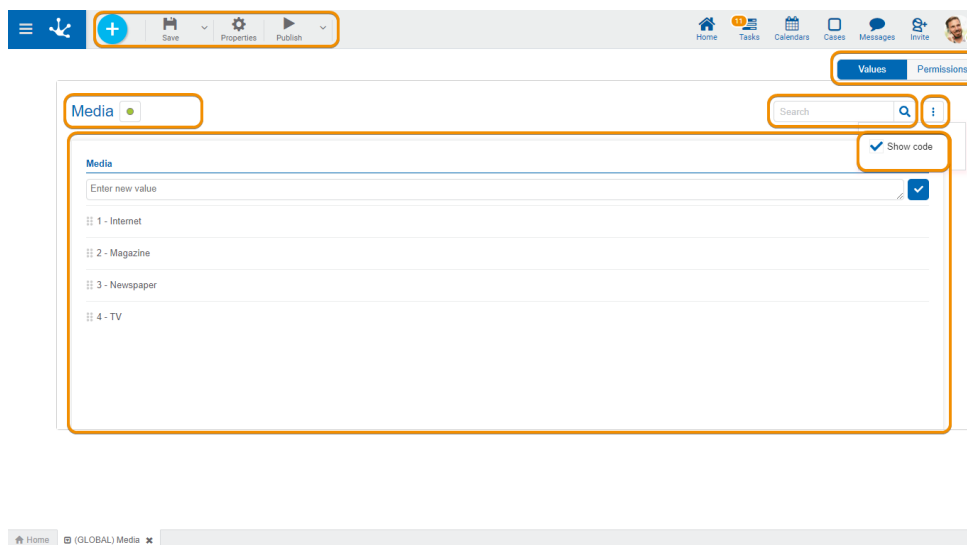 Save
Properties
Publish
Home
11
Tasks
Calendars
Cases
Messages
Invite
Values
Permissions
Media
Search
Show code
Media
Enter new value
1 - Internet
2 - Magazine
3 - Newspaper
4 - TV
Home
(GLOBAL) Media